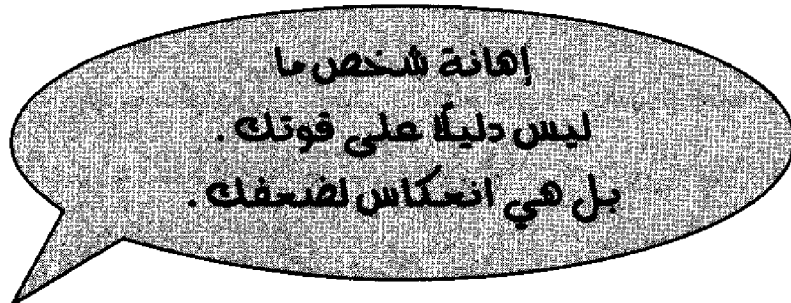 إهانة شخص ما
ليس دليلًا على قوتك.
بل هي انعكاس لضعفك.